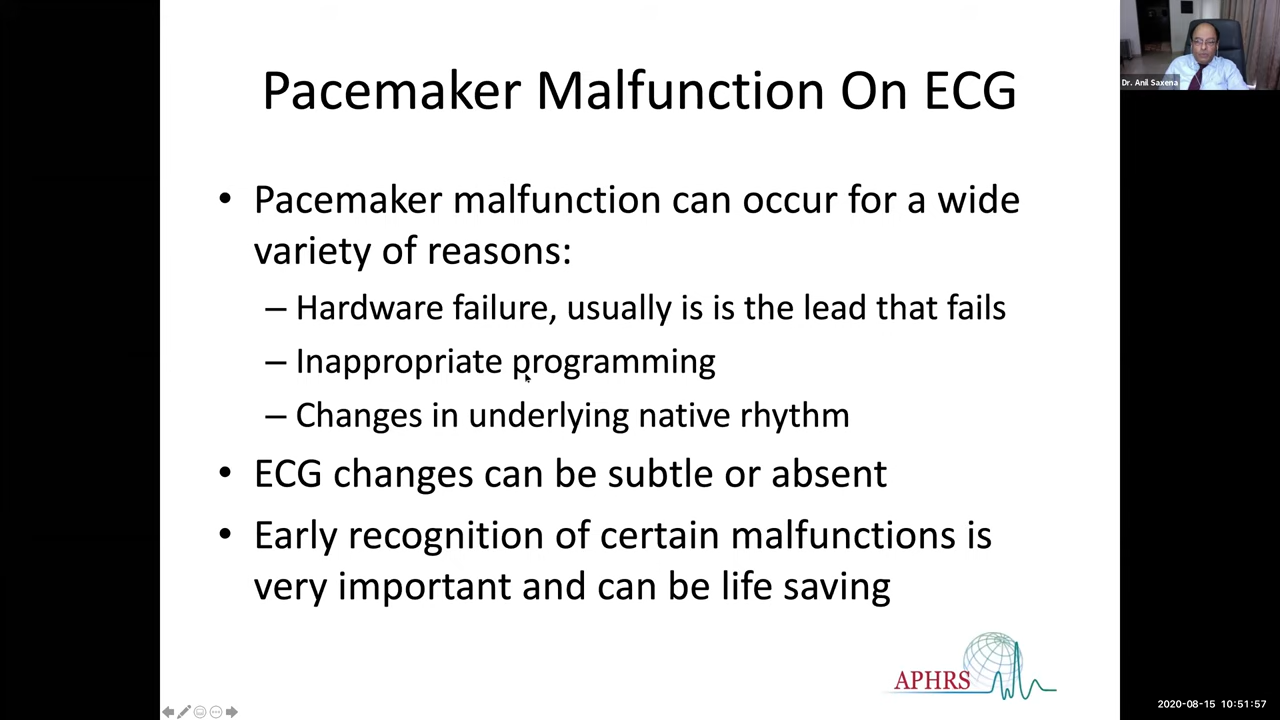 Pacemaker Malfunction On ECG
• Pacemaker malfunction can occur for a wide
variety of reasons:
– Hardware failure, usually is is the lead that fails
– Inappropriate programming
– Changes in underlying native rhythm
• ECG changes can be subtle or absent
• Early recognition of certain malfunctions is
very important and can be life saving
APHRS
Dr. Anil Saxena
2020-08-15 10:51:57